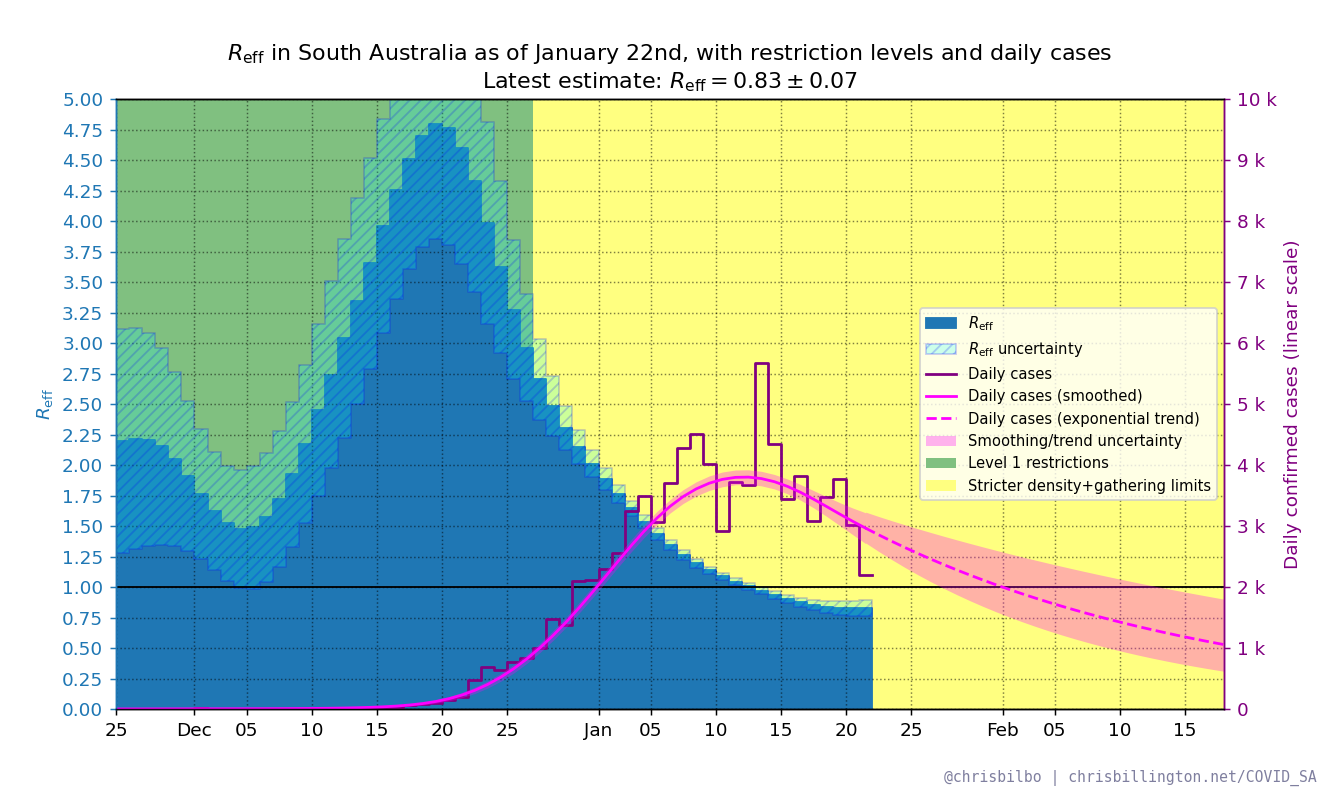 R_eff in South Australia as of January 22nd, with restriction levels and daily cases
Latest estimate: R_eff = 0.83 ± 0.07
5.00
4.75
4.50
4.25
4.00
3.75
3.50
3.25
3.00
2.75
2.50
2.25
2.00
1.75
1.50
1.25
1.00
0.75
0.50
0.25
0.00
R_eff
10 k
9 k
8 k
7 k
6 k
5 k
4 k
3 k
2 k
1 k
0
Daily confirmed cases (linear scale)
R_eff
R_eff uncertainty
Daily cases
Daily cases (smoothed)
Daily cases (exponential trend)
Smoothing/trend uncertainty
Level 1 restrictions
Stricter density+gathering limits
25 Dec 05 10 15 20 25 Jan 05 10 15 20 25 Feb 05 10 15
@chrisbilbo | chrisbillington.net/COVID_SA